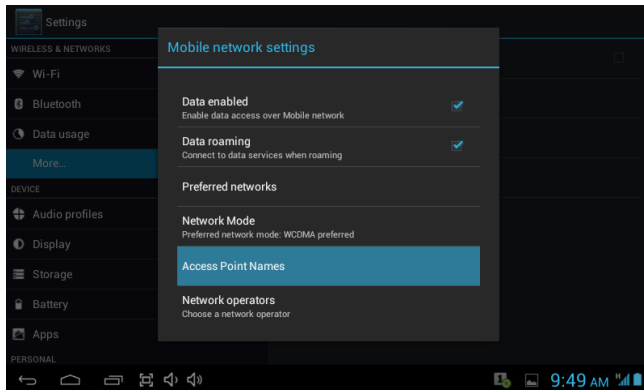 Settings
WIRELESS & NETWORKS
Wi-Fi
Bluetooth
Data usage
More...
DEVICE
Audio profiles
Display
Storage
Battery
Apps
PERSONAL
Mobile network settings
Data enabled
Enable data access over Mobile network
Data roaming
Connect to data services when roaming
Preferred networks
Network Mode
Preferred network mode: WCDMA preferred
Access Point Names
Network operators
Choose a network operator
9:49 AM
H